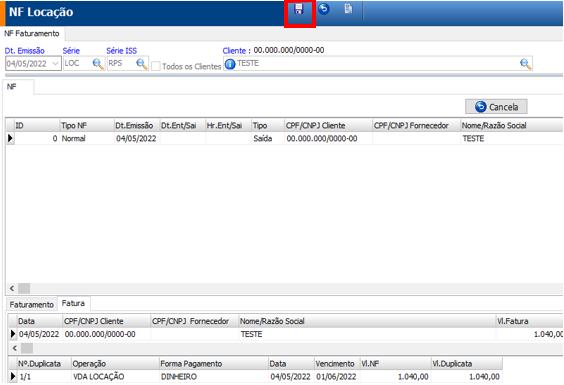 NF Locação
NF Faturamento
Dt. Emissão Série Série ISS Cliente : 00.000.000/0000-00
04/05/2022 LOC RPS Todos os Clientes TESTE
NF
Cancela
ID Tipo NF Dt.Emissão Dt.Ent/Sai Hr.Ent/Sai Tipo CPF/CNPJ Cliente CPF/CNPJ Fornecedor Nome/Razão Social
0 Normal 04/05/2022 Saída 00.000.000/0000-00 TESTE
Faturamento Fatura
Data CPF/CNPJ Cliente CPF/CNPJ Fornecedor Nome/Razão Social Vl.Fatura
04/05/2022 00.000.000/0000-00 TESTE 1.040,00
Nº.Duplicata Operação Forma Pagamento Data Vencimento Vl.NF Vl.Duplicata
1/1 VDA LOCAÇÃO DINHEIRO 04/05/2022 01/06/2022 1.040,00 1.040,00